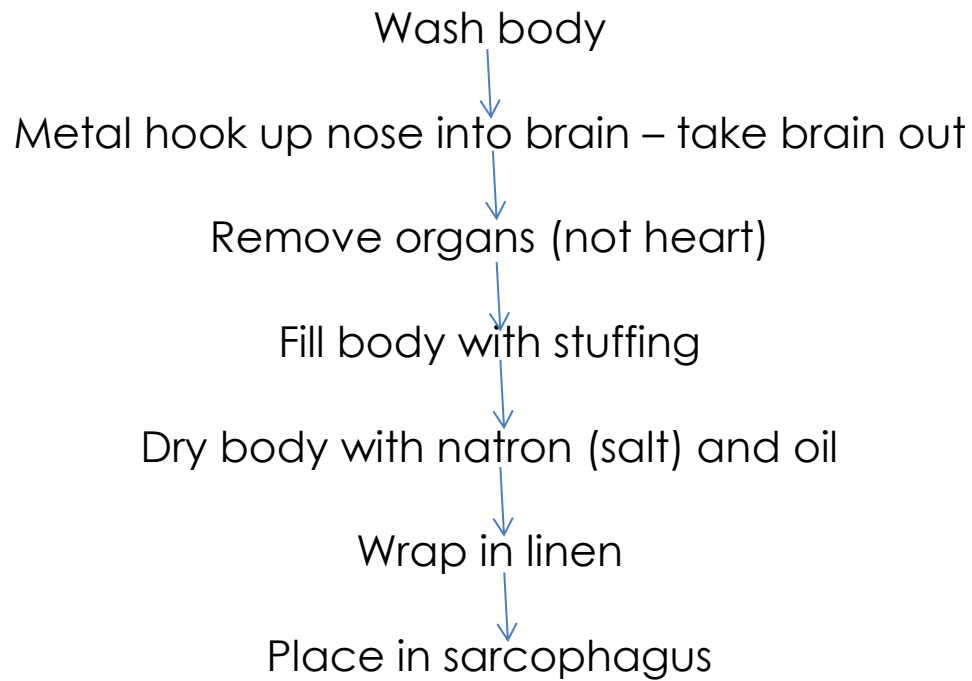 Wash body
Metal hook up nose into brain – take brain out
Remove organs (not heart)
Fill body with stuffing
Dry body with natron (salt) and oil
Wrap in linen
Place in sarcophagus